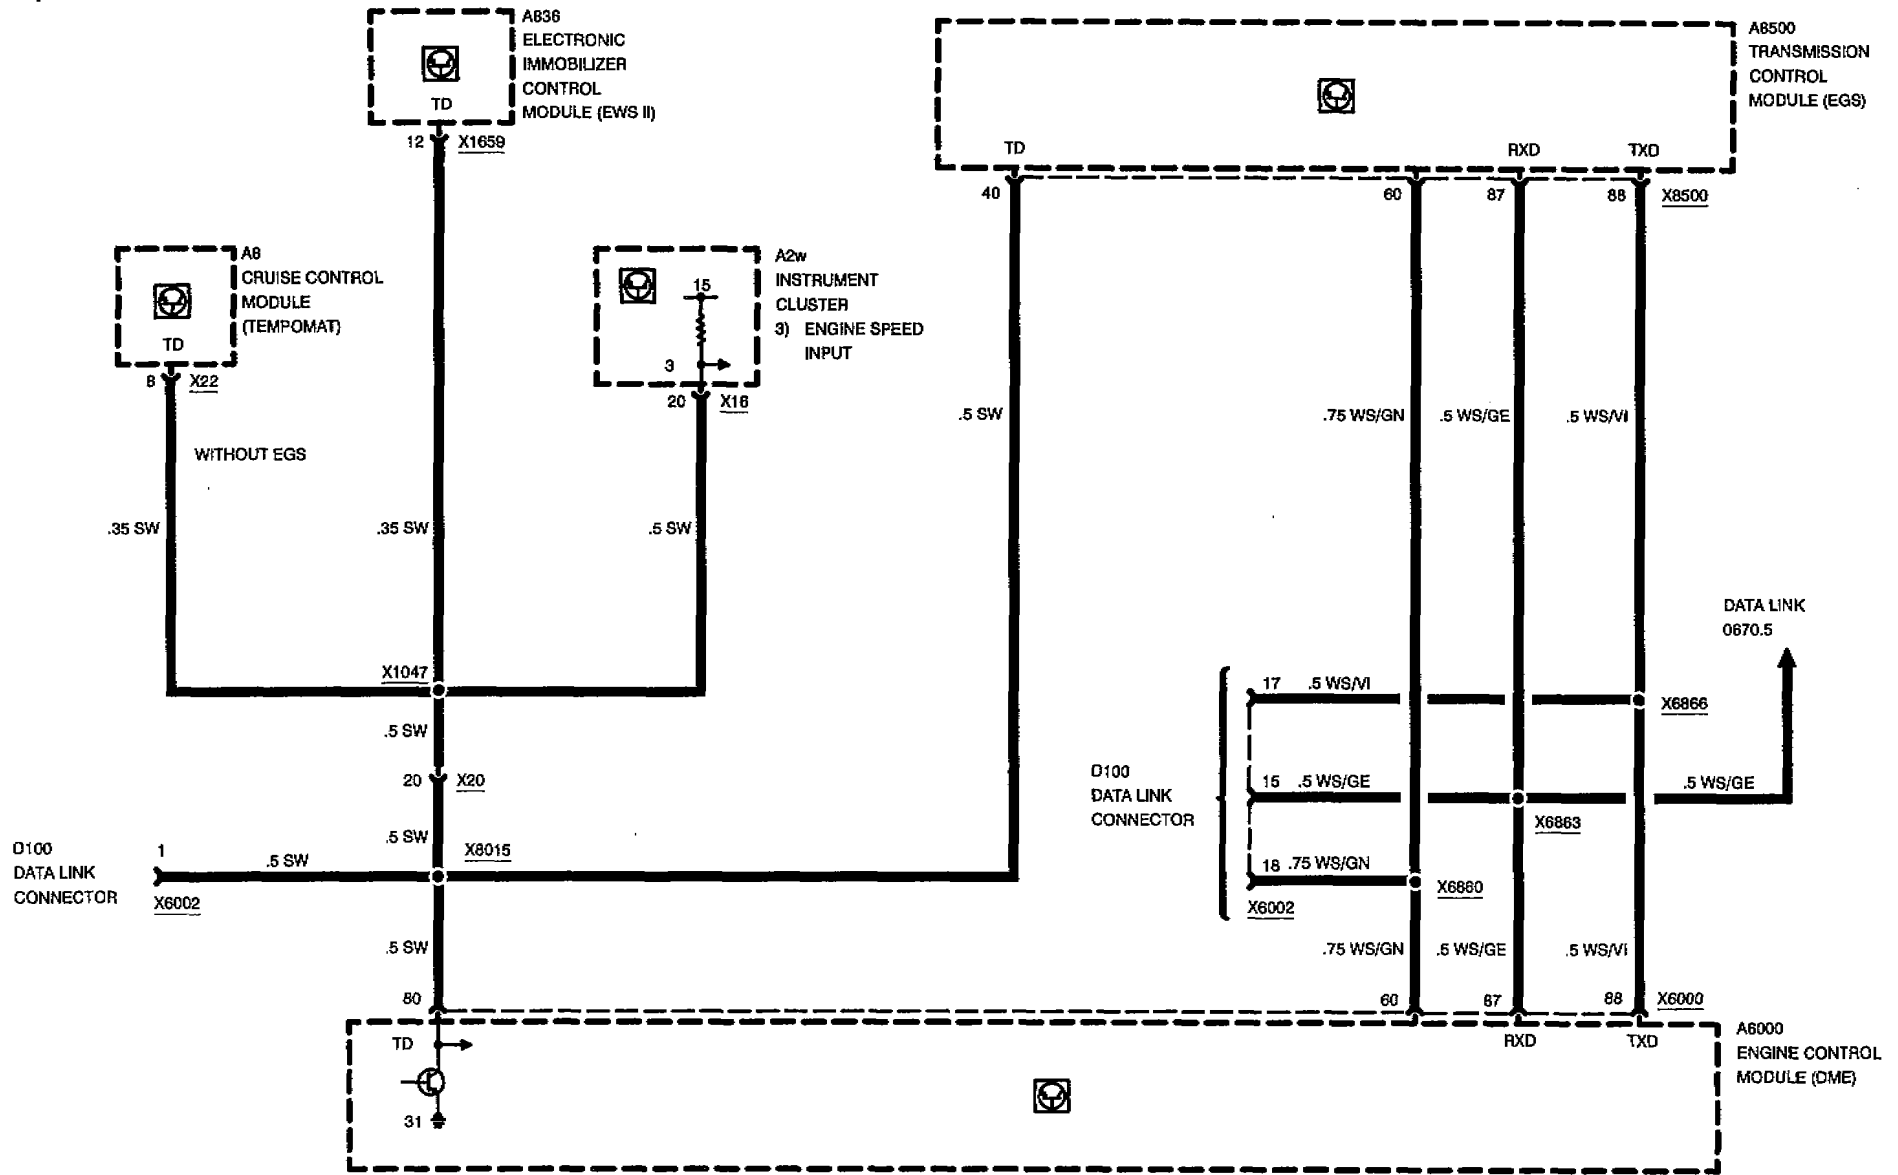 A836
ELECTRONIC
IMMOBILIZER
CONTROL
MODULE (EWS II)
TD
12 X1659
A8500
TRANSMISSION
CONTROL
MODULE (EGS)
TD RXD TXD
40 60 87 88 X8500
A8
CRUISE CONTROL
MODULE
(TEMPOMAT)
TD
8 X22
WITHOUT EGS
A2w
INSTRUMENT
CLUSTER
3) ENGINE SPEED
INPUT
15
3
20 X16
.5 SW .75 WS/GN .5 WS/GE .5 WS/VI
.35 SW .35 SW .5 SW
X1047
.5 SW
20 X20
.5 SW
X8015
O100
DATA LINK
CONNECTOR
1
.5 SW
X6002
DATA LINK
0670.5
17 .5 WS/VI
X6866
O100
DATA LINK
CONNECTOR
15 .5 WS/GE
.5 WS/GE
X6863
18 .75 WS/GN
X6860
X6002
.5 SW .75 WS/GN .5 WS/GE .5 WS/VI
80 60 87 88 X6000
TD RXD TXD
31
A6000
ENGINE CONTROL
MODULE (DME)